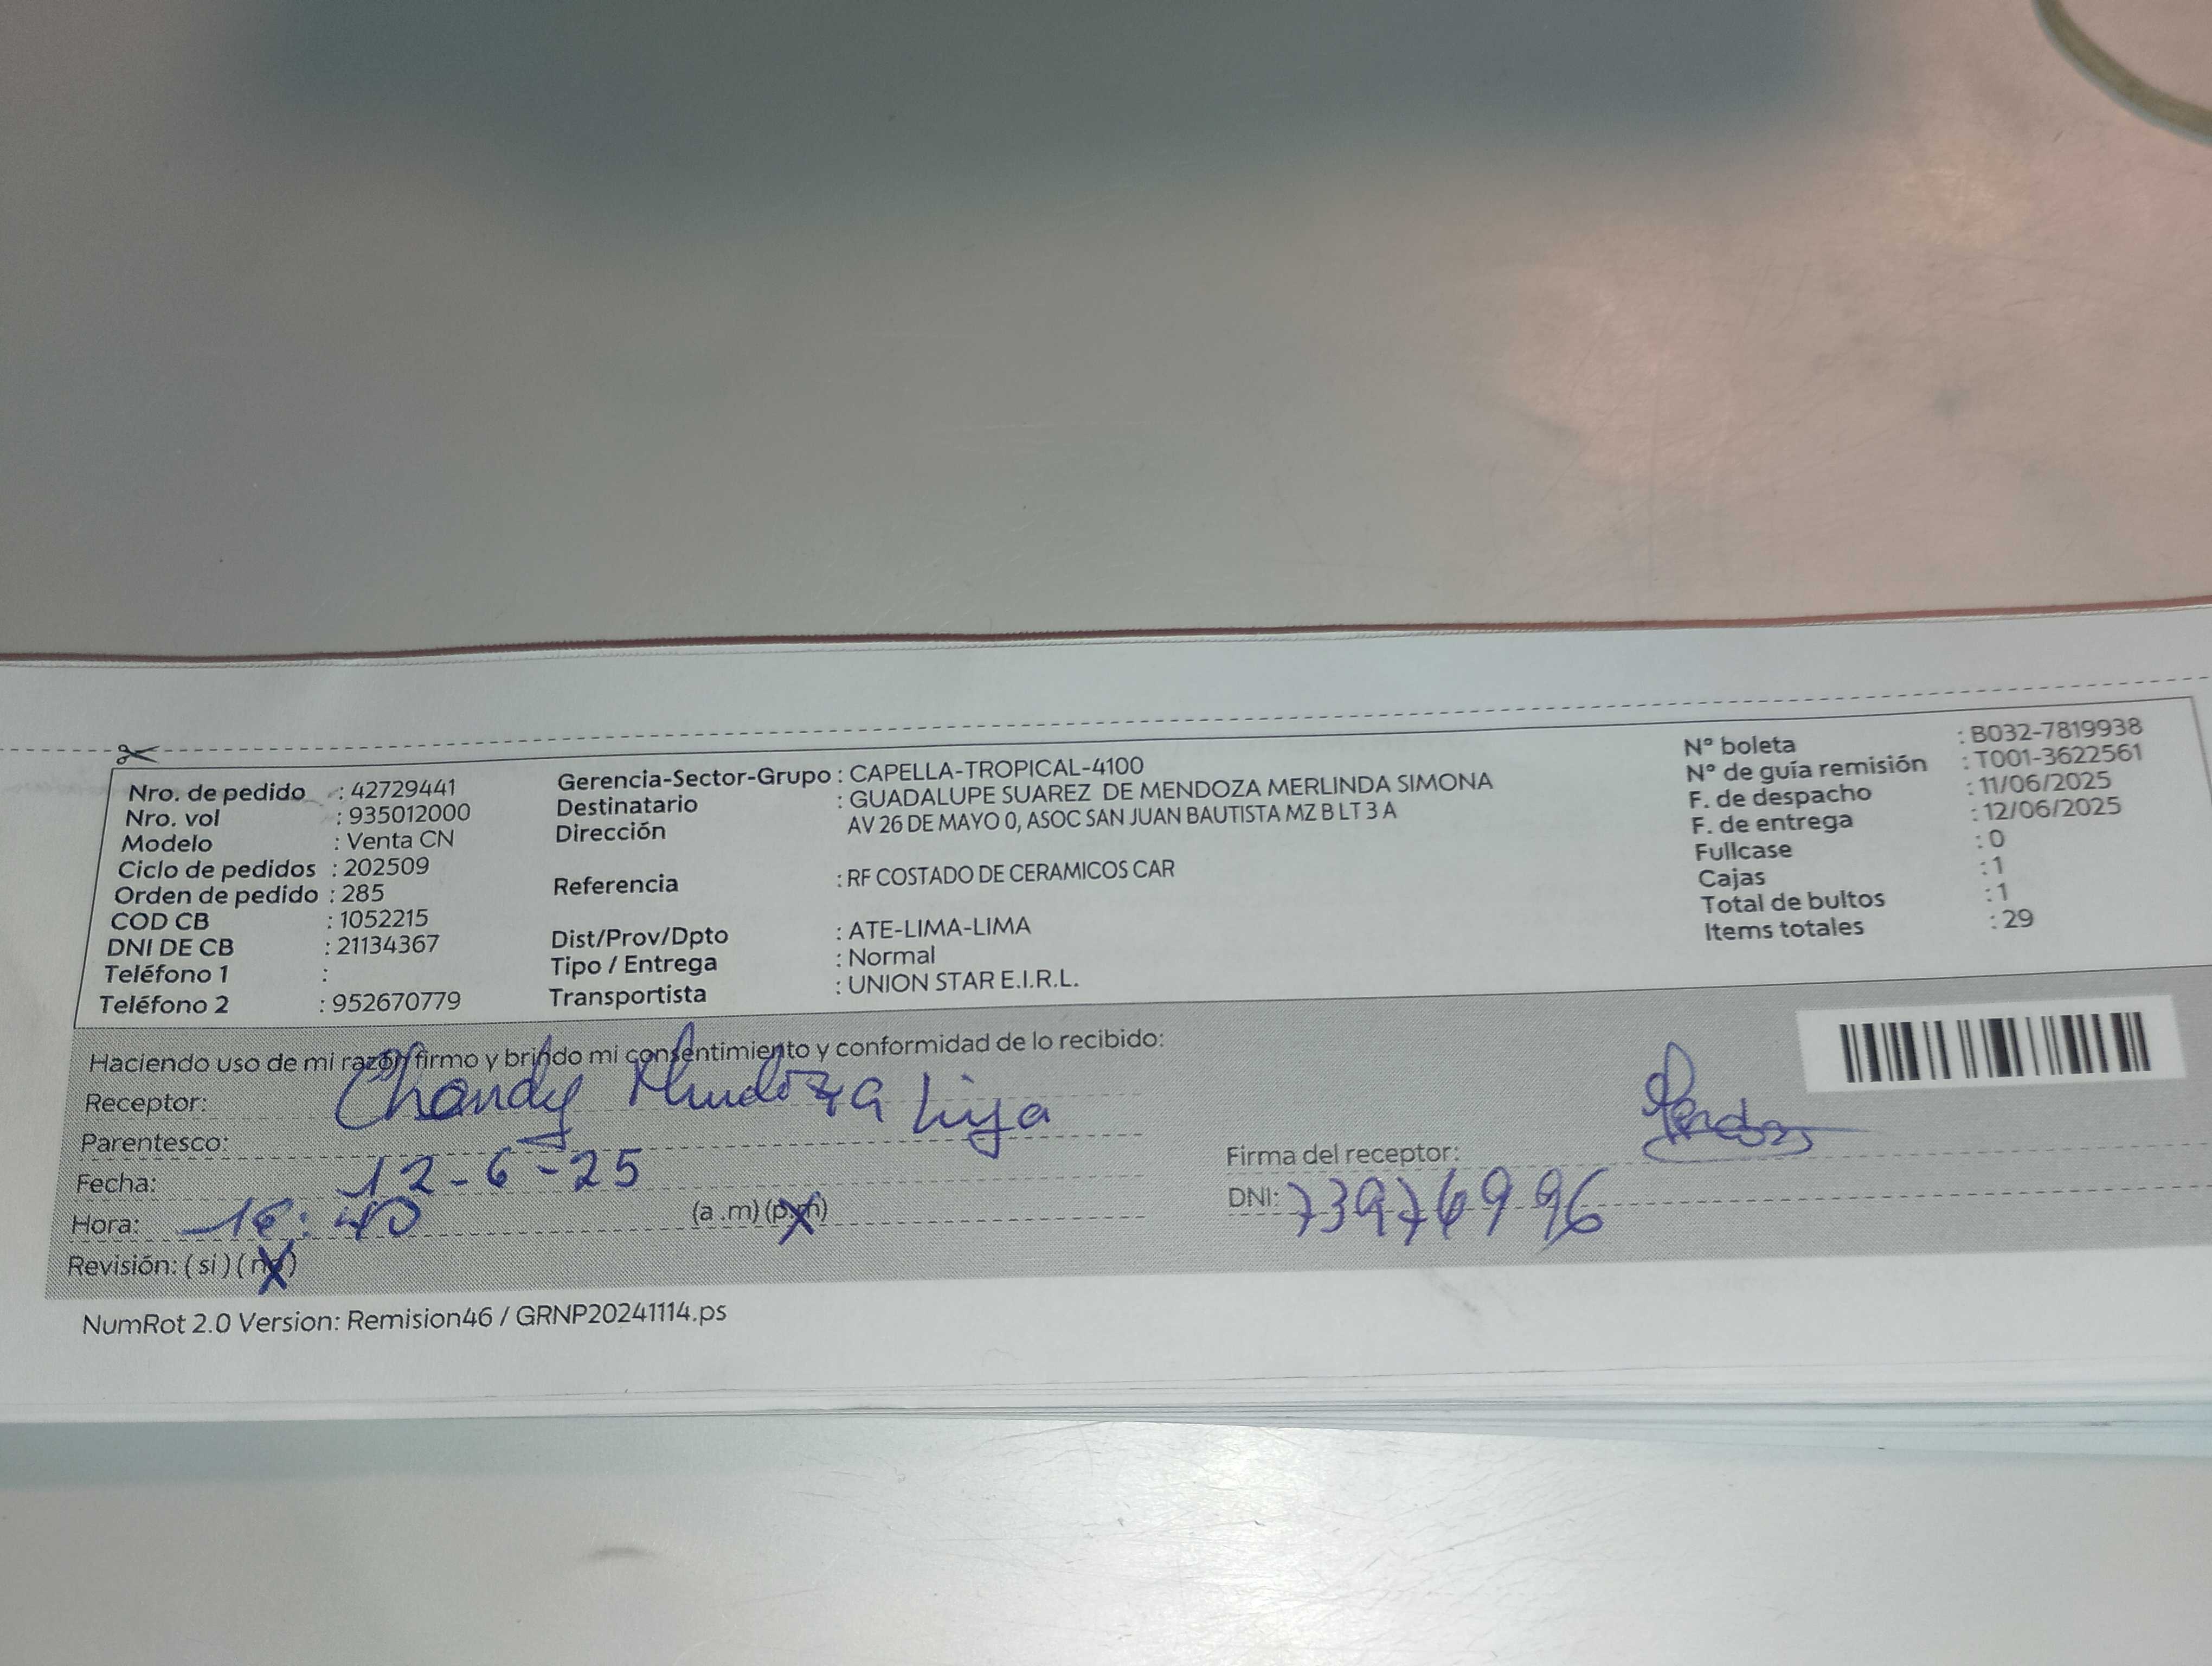 Nro. de pedido : 42729441
Nro. vol : 935012000
Modelo : Venta CN
Ciclo de pedidos : 202509
Orden de pedido : 285
COD CB : 1052215
DNI DE CB : 21134367
Teléfono 1 :
Teléfono 2 : 952670779
Gerencia-Sector-Grupo : CAPELLA-TROPICAL-4100
Destinatario : GUADALUPE SUAREZ DE MENDOZA MERLINDA SIMONA
Dirección AV 26 DE MAYO 0, ASOC SAN JUAN BAUTISTA MZ B LT 3 A
Referencia : RF COSTADO DE CERAMICOS CAR
Dist/Prov/Dpto : ATE-LIMA-LIMA
Tipo / Entrega : Normal
Transportista : UNION STAR E.I.R.L.
N° boleta : B032-7819938
N° de guía remisión : T001-3622561
F. de despacho : 11/06/2025
F. de entrega : 12/06/2025
Fullcase : 0
Cajas : 1
Total de bultos : 1
Items totales : 29
Haciendo uso de mi razón firmo y brindo mi consentimiento y conformidad de lo recibido:
Receptor: Chandy Mendoza hija
Parentesco:
Fecha: 12-6-25
Hora: :40 (a.m) (p.m)
Revisión: (si) (no)
Firma del receptor:
DNI: 73976996
NumRot 2.0 Version: Remision46 / GRNP20241114.ps